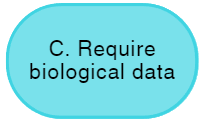 C. Require
biological data